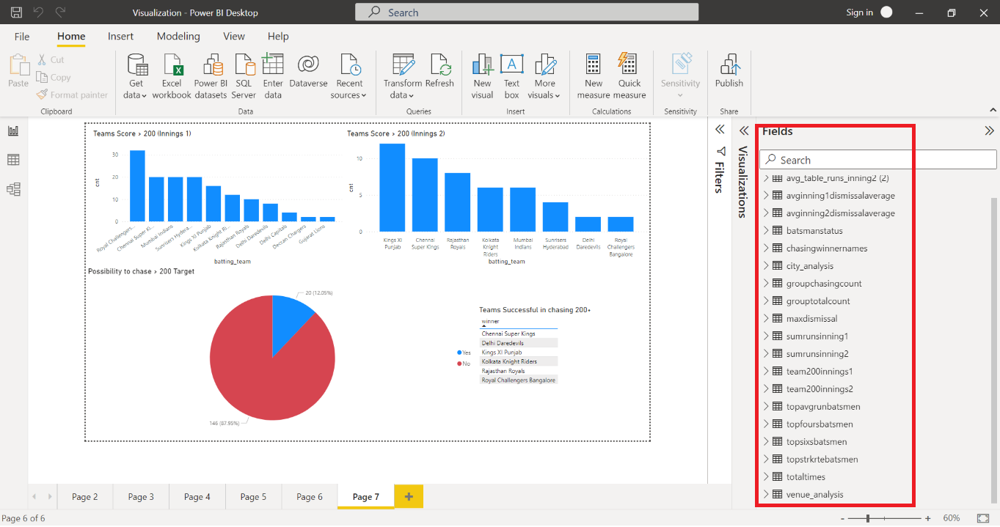 Visualization - Power BI Desktop
Search
Sign in
File Home Insert Modeling View Help
Paste
Cut
Copy
Format painter
Clipboard
Get data
Excel workbook
Power BI datasets
SQL Server
Enter data
Dataverse
Recent sources
Data
Transform data
Refresh
Queries
New visual
Text box
More visuals
Insert
New measure
Quick measure
Calculations
Sensitivity
Sensitivity
Publish
Share
Teams Score > 200 (Innings 1)
cnt
30
20
10
0
Royal Challengers...
Chennai Super Ki...
Mumbai Indians
Sunrisers Hydera...
Kings XI Punjab
Kolkata Knight Ri...
Rajasthan Royals
Delhi Daredevils
Delhi Capitals
Deccan Chargers
Gujarat Lions
batting_team
Teams Score > 200 (Innings 2)
cnt
10
5
0
Kings XI Punjab
Chennai Super Kings
Rajasthan Royals
Kolkata Knight Riders
Mumbai Indians
Sunrisers Hyderabad
Delhi Daredevils
Royal Challengers Bangalore
batting_team
Possibility to chase > 200 Target
20 (12.05%)
146 (87.95%)
Yes
No
Teams Successful in chasing 200+
winner
Chennai Super Kings
Delhi Daredevils
Kings XI Punjab
Kolkata Knight Riders
Rajasthan Royals
Royal Challengers Bangalore
Filters
Visualizations
Fields
Search
avg_table_runs_inning2 (2)
avginning1dismissalaverage
avginning2dismissalaverage
batsmanstatus
chasingwinnernames
city_analysis
groupchasingcount
grouptotalcount
maxdismissal
sumrunsinning1
sumrunsinning2
team200innings1
team200innings2
topavgrunbatsmen
topfoursbatsmen
topsixsbatsmen
topstrkrtebatsmen
totaltimes
venue_analysis
Page 2 Page 3 Page 4 Page 5 Page 6 Page 7 +
Page 6 of 6
- + 60%